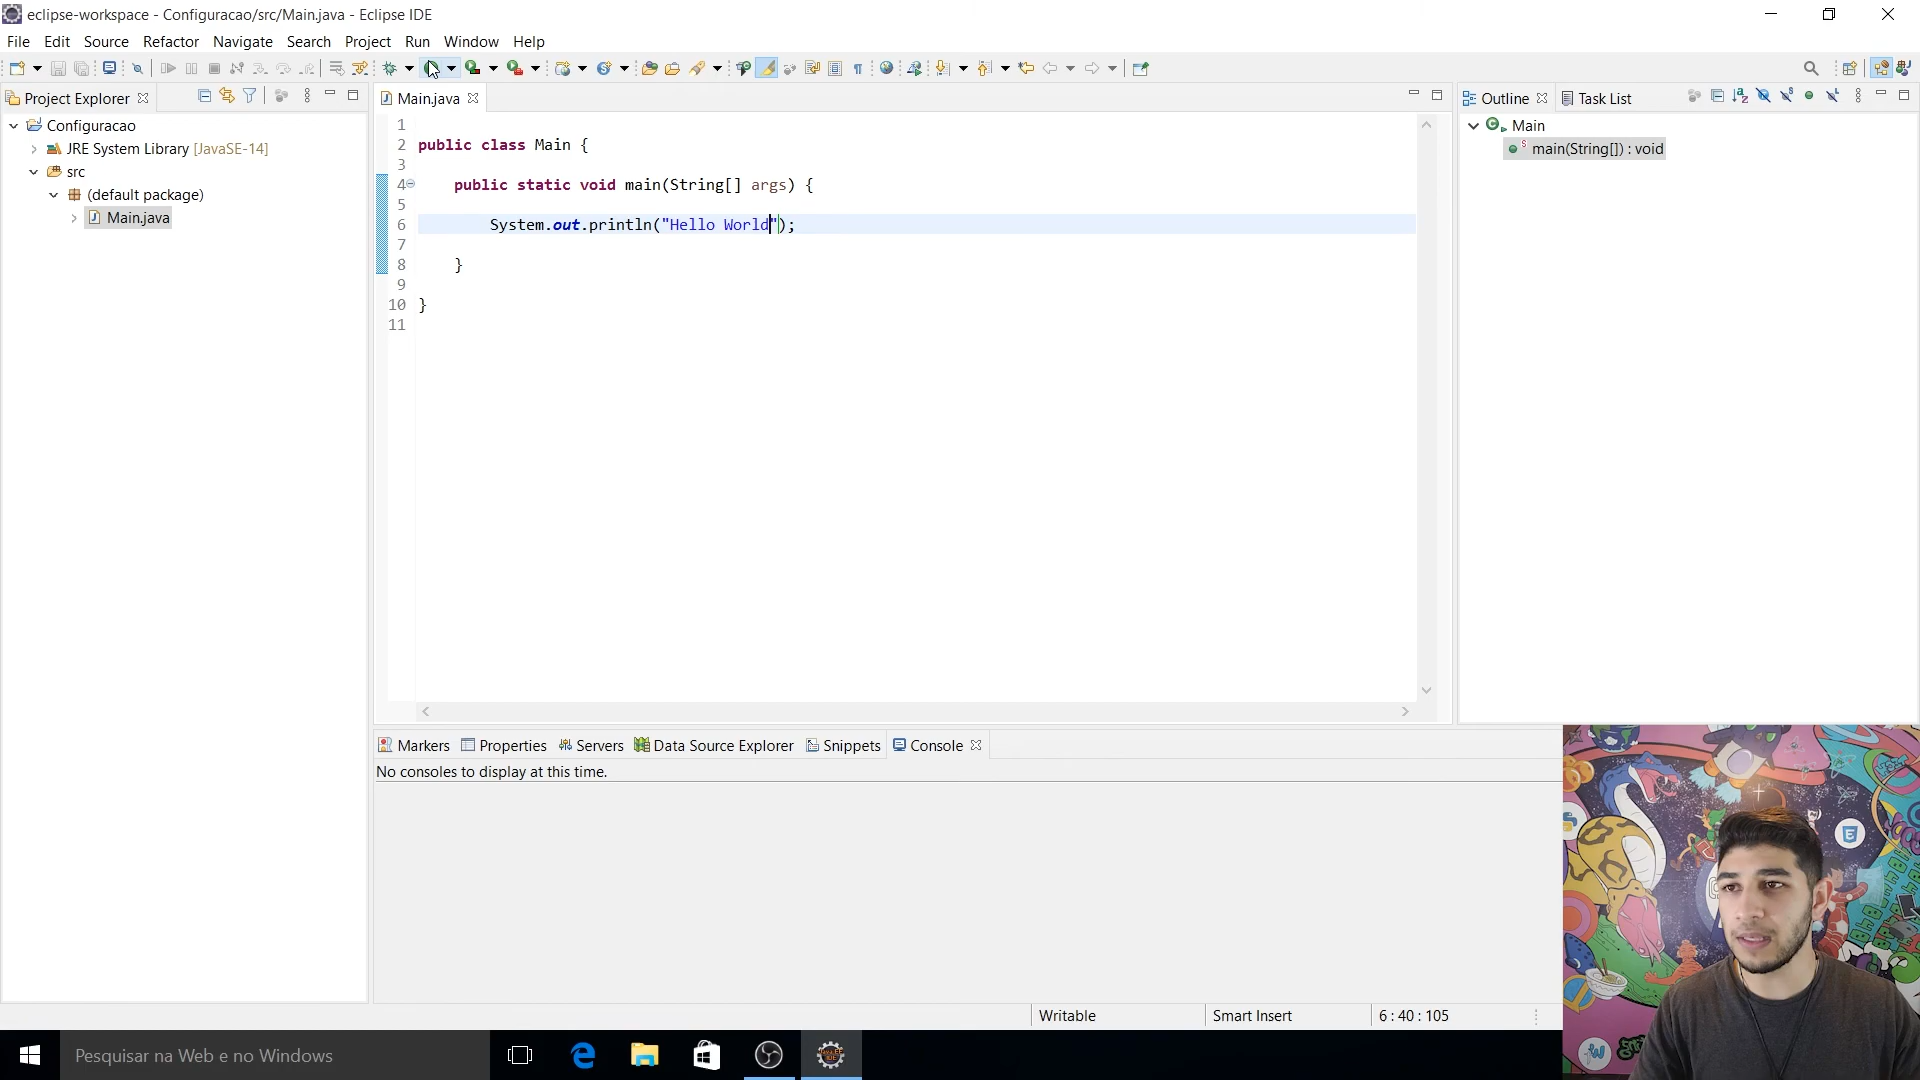 eclipse-workspace - Configuracao/src/Main.java - Eclipse IDE
File Edit Source Refactor Navigate Search Project Run Window Help
Project Explorer
Configuracao
JRE System Library [JavaSE-14]
src
(default package)
Main.java
Main.java
1
2 public class Main {
3
4 public static void main(String[] args) {
5
6 System.out.println("Hello World");
7
8 }
9
10 }
11
Outline Task List
Main
main(String[]) : void
Markers Properties Servers Data Source Explorer Snippets Console
No consoles to display at this time.
Writable Smart Insert 6 : 40 : 105
Pesquisar na Web e no Windows